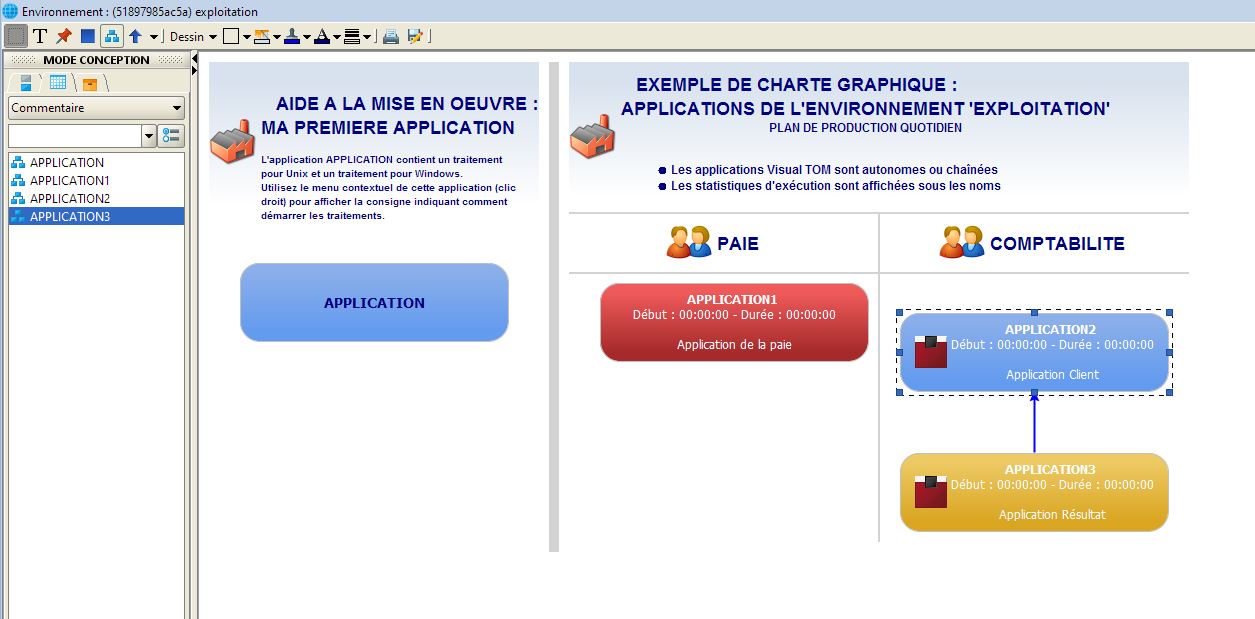 Environnement : (51897985ac5a) exploitation
T
Dessin
A
MODE CONCEPTION
Commentaire
APPLICATION
APPLICATION1
APPLICATION2
APPLICATION3
AIDE A LA MISE EN OEUVRE :
MA PREMIERE APPLICATION
L'application APPLICATION contient un traitement
pour Unix et un traitement pour Windows.
Utilisez le menu contextuel de cette application (clic
droit) pour afficher la consigne indiquant comment
démarrer les traitements.
APPLICATION
EXEMPLE DE CHARTE GRAPHIQUE :
APPLICATIONS DE L'ENVIRONNEMENT 'EXPLOITATION'
PLAN DE PRODUCTION QUOTIDIEN
● Les applications Visual TOM sont autonomes ou chaînées
● Les statistiques d'exécution sont affichées sous les noms
PAIE
COMPTABILITE
APPLICATION1
Début : 00:00:00 - Durée : 00:00:00
Application de la paie
APPLICATION2
Début : 00:00:00 - Durée : 00:00:00
Application Client
APPLICATION3
Début : 00:00:00 - Durée : 00:00:00
Application Résultat